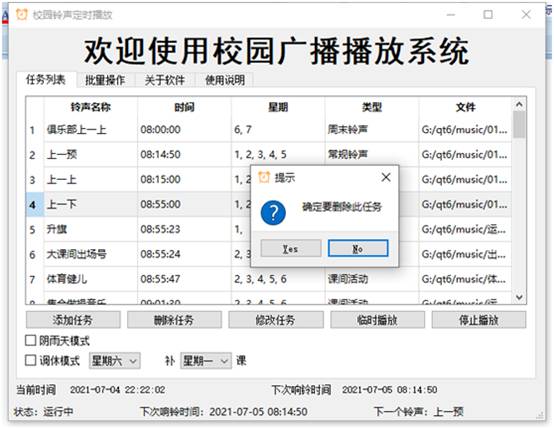 校园铃声定时播放
欢迎使用校园广播播放系统
任务列表 批量操作 关于软件 使用说明
铃声名称 时间 星期 类型 文件
1 俱乐部上一上 08:00:00 6, 7 周末铃声 G:/qt6/music/01...
2 上一预 08:14:50 1, 2, 3, 4, 5 常规铃声 G:/qt6/music/01...
3 上一上 08:15:00 1, 2 G:/qt6/music/01...
4 上一下 08:55:00 1, 2 G:/qt6/music/01...
5 升旗 08:55:23 1, G:/qt6/music/运...
6 大课间出场号 08:55:24 2, 3 G:/qt6/music/出...
7 体育健儿 08:55:47 2, 3, 4, 5, 6 课间活动 G:/qt6/music/体...
8 集合做操音乐 09:01:30 2, 3, 4, 5, 6 课间活动 G:/qt6/music/运...
提示
确定要删除此任务
Yes No
添加任务 删除任务 修改任务 临时播放 停止播放
阴雨天模式
调休模式 星期六 补 星期一 课
当前时间 2021-07-04 22:22:02 下次响铃时间 2021-07-05 08:14:50
状态：运行中 下次响铃时间：2021-07-05 08:14:50 下一个铃声：上一预